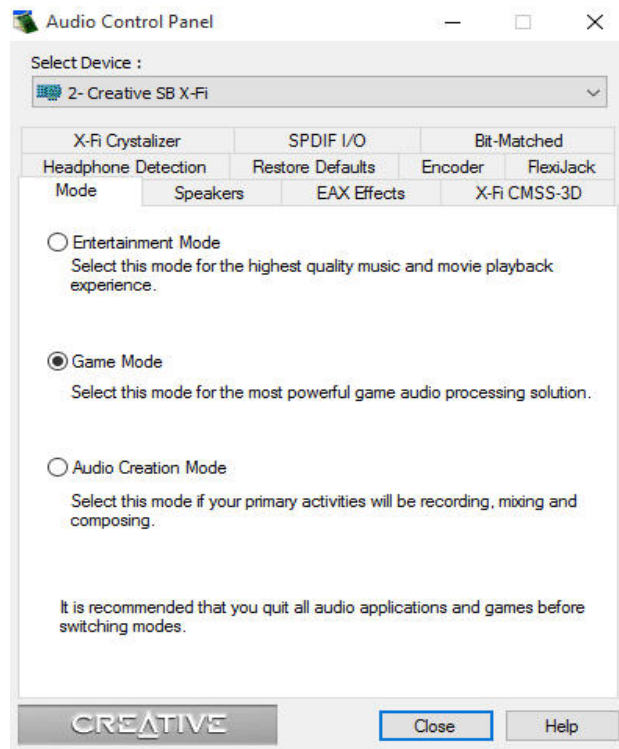 Audio Control Panel
Select Device :
2- Creative SB X-Fi
X-Fi Crystalizer SPDIF I/O Bit-Matched
Headphone Detection Restore Defaults Encoder FlexiJack
Mode Speakers EAX Effects X-Fi CMSS-3D
Entertainment Mode
Select this mode for the highest quality music and movie playback
experience.
Game Mode
Select this mode for the most powerful game audio processing solution.
Audio Creation Mode
Select this mode if your primary activities will be recording, mixing and
composing.
It is recommended that you quit all audio applications and games before
switching modes.
CREATIVE Close Help